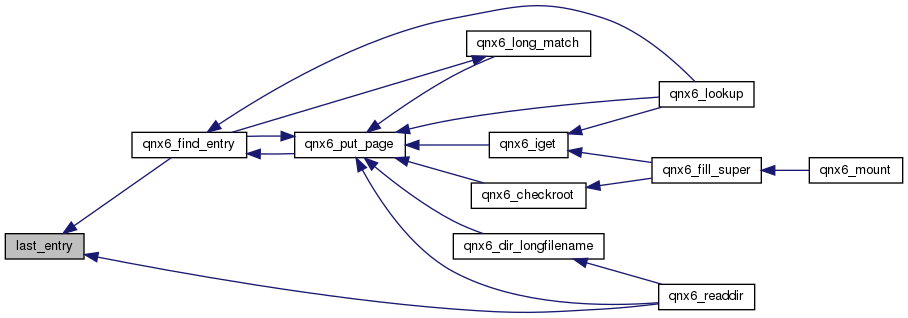 qnx6_long_match
qnx6_lookup
qnx6_find_entry
qnx6_put_page
qnx6_iget
qnx6_fill_super
qnx6_mount
qnx6_checkroot
last_entry
qnx6_dir_longfilename
qnx6_readdir